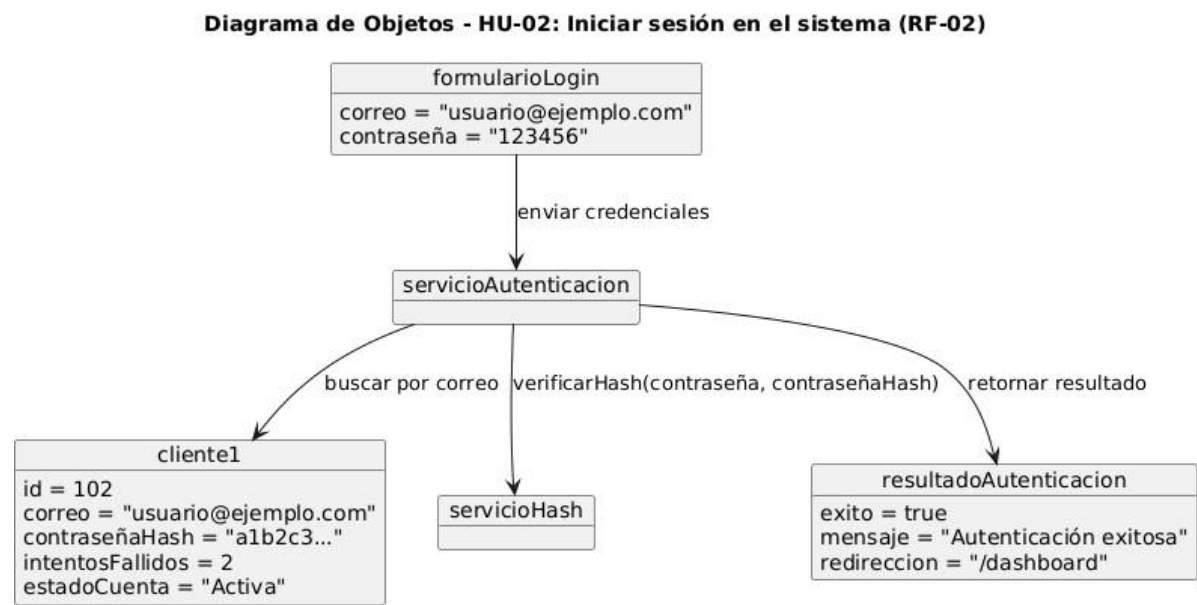 Diagrama de Objetos - HU-02: Iniciar sesión en el sistema (RF-02)
formularioLogin
correo = "usuario@ejemplo.com"
contraseña = "123456"
enviar credenciales
servicioAutenticacion
buscar por correo
verificarHash(contraseña, contraseñaHash)
retornar resultado
cliente1
id = 102
correo = "usuario@ejemplo.com"
contraseñaHash = "a1b2c3..."
intentosFallidos = 2
estadoCuenta = "Activa"
servicioHash
resultadoAutenticacion
exito = true
mensaje = "Autenticación exitosa"
redireccion = "/dashboard"